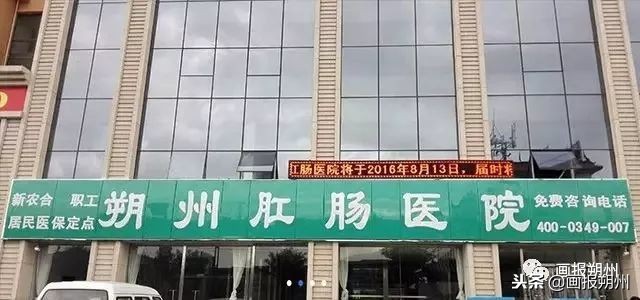 肛肠医院将于2016年8月13日，届时彩
新农合 职工
居民医保定点
朔州肛肠医院
免费咨询电话
400-0349-007
画报朔州
头条@画报朔州